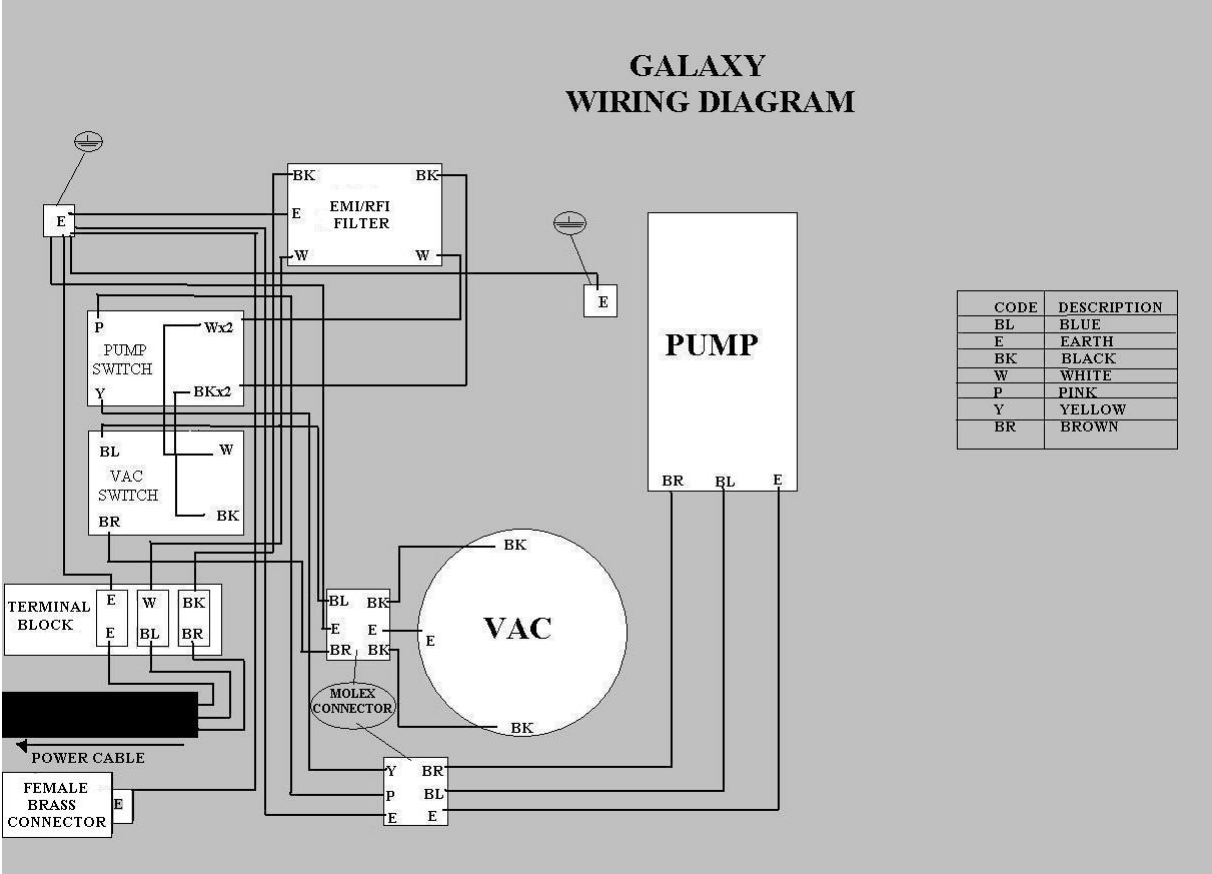 GALAXY
WIRING DIAGRAM
BK
BK
E
EMI/RFI
FILTER
W
W
E
E
P
Wx2
PUMP
SWITCH
Y
BKx2
BL
W
VAC
SWITCH
BR
BK
PUMP
BR
BL
E
CODE DESCRIPTION
BL BLUE
E EARTH
BK BLACK
W WHITE
P PINK
Y YELLOW
BR BROWN
TERMINAL
BLOCK
E
W
BK
E
BL
BR
BL
BK
E
E
BR
BK
BK
E
VAC
BK
MOLEX
CONNECTOR
POWER CABLE
FEMALE
BRASS
CONNECTOR
E
Y
BR
P
BL
E
E